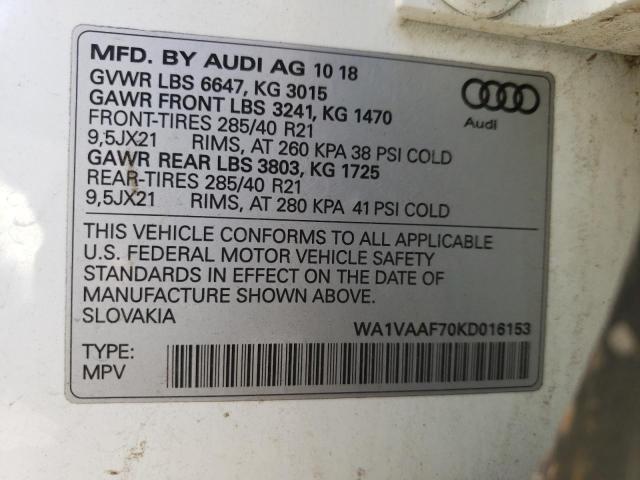 MFD. BY AUDI AG 10 18
GVWR LBS 6647, KG 3015
GAWR FRONT LBS 3241, KG 1470
FRONT-TIRES 285/40 R21
9,5JX21 RIMS, AT 260 KPA 38 PSI COLD
GAWR REAR LBS 3803, KG 1725
REAR-TIRES 285/40 R21
9,5JX21 RIMS, AT 280 KPA 41 PSI COLD
Audi
THIS VEHICLE CONFORMS TO ALL APPLICABLE
U.S. FEDERAL MOTOR VEHICLE SAFETY
STANDARDS IN EFFECT ON THE DATE OF
MANUFACTURE SHOWN ABOVE.
SLOVAKIA WA1VAAF70KD016153
TYPE:
MPV